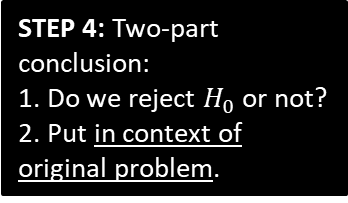 STEP 4: Two-part
conclusion:
1. Do we reject H₀ or not?
2. Put in context of
original problem.